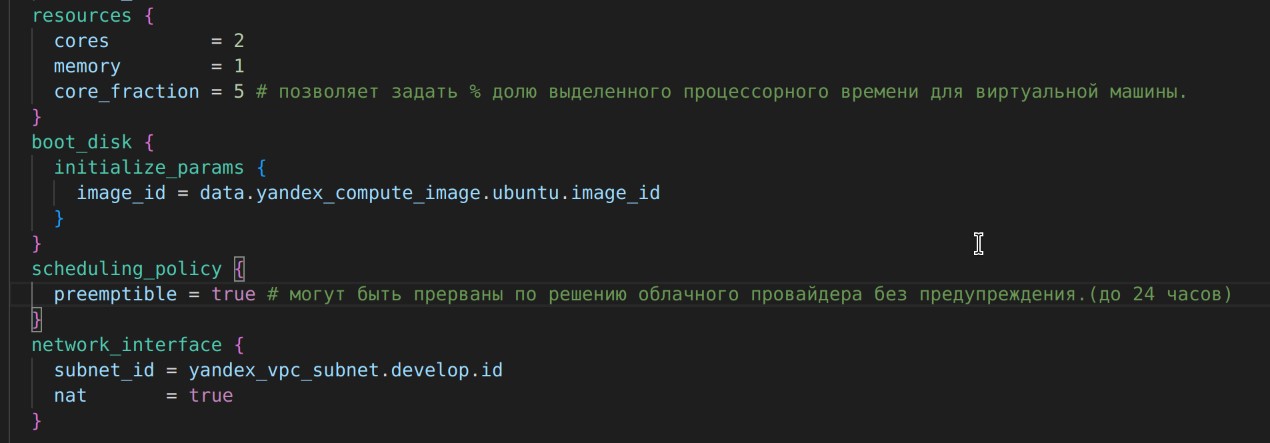 resources {
cores = 2
memory = 1
core_fraction = 5 # позволяет задать % долю выделенного процессорного времени для виртуальной машины.
}
boot_disk {
initialize_params {
image_id = data.yandex_compute_image.ubuntu.image_id
}
}
scheduling_policy {
preemptible = true # могут быть прерваны по решению облачного провайдера без предупреждения.(до 24 часов)
}
network_interface {
subnet_id = yandex_vpc_subnet.develop.id
nat = true
}